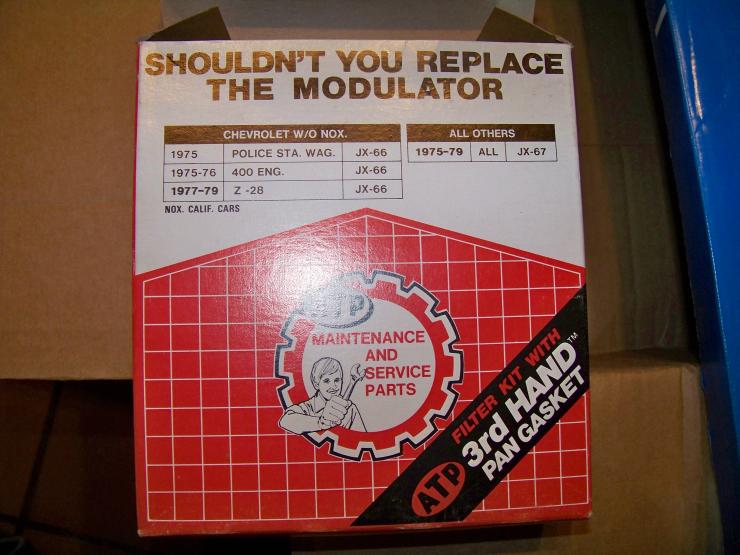 SHOULDN'T YOU REPLACE
THE MODULATOR
CHEVROLET W/O NOX.
1975 POLICE STA. WAG. JX-66
1975-76 400 ENG. JX-66
1977-79 Z -28 JX-66
NOX. CALIF. CARS
ALL OTHERS
1975-79 ALL JX-67
ATP
MAINTENANCE
AND
SERVICE
PARTS
FILTER KIT WITH
3rd HAND™
PAN GASKET
ATP